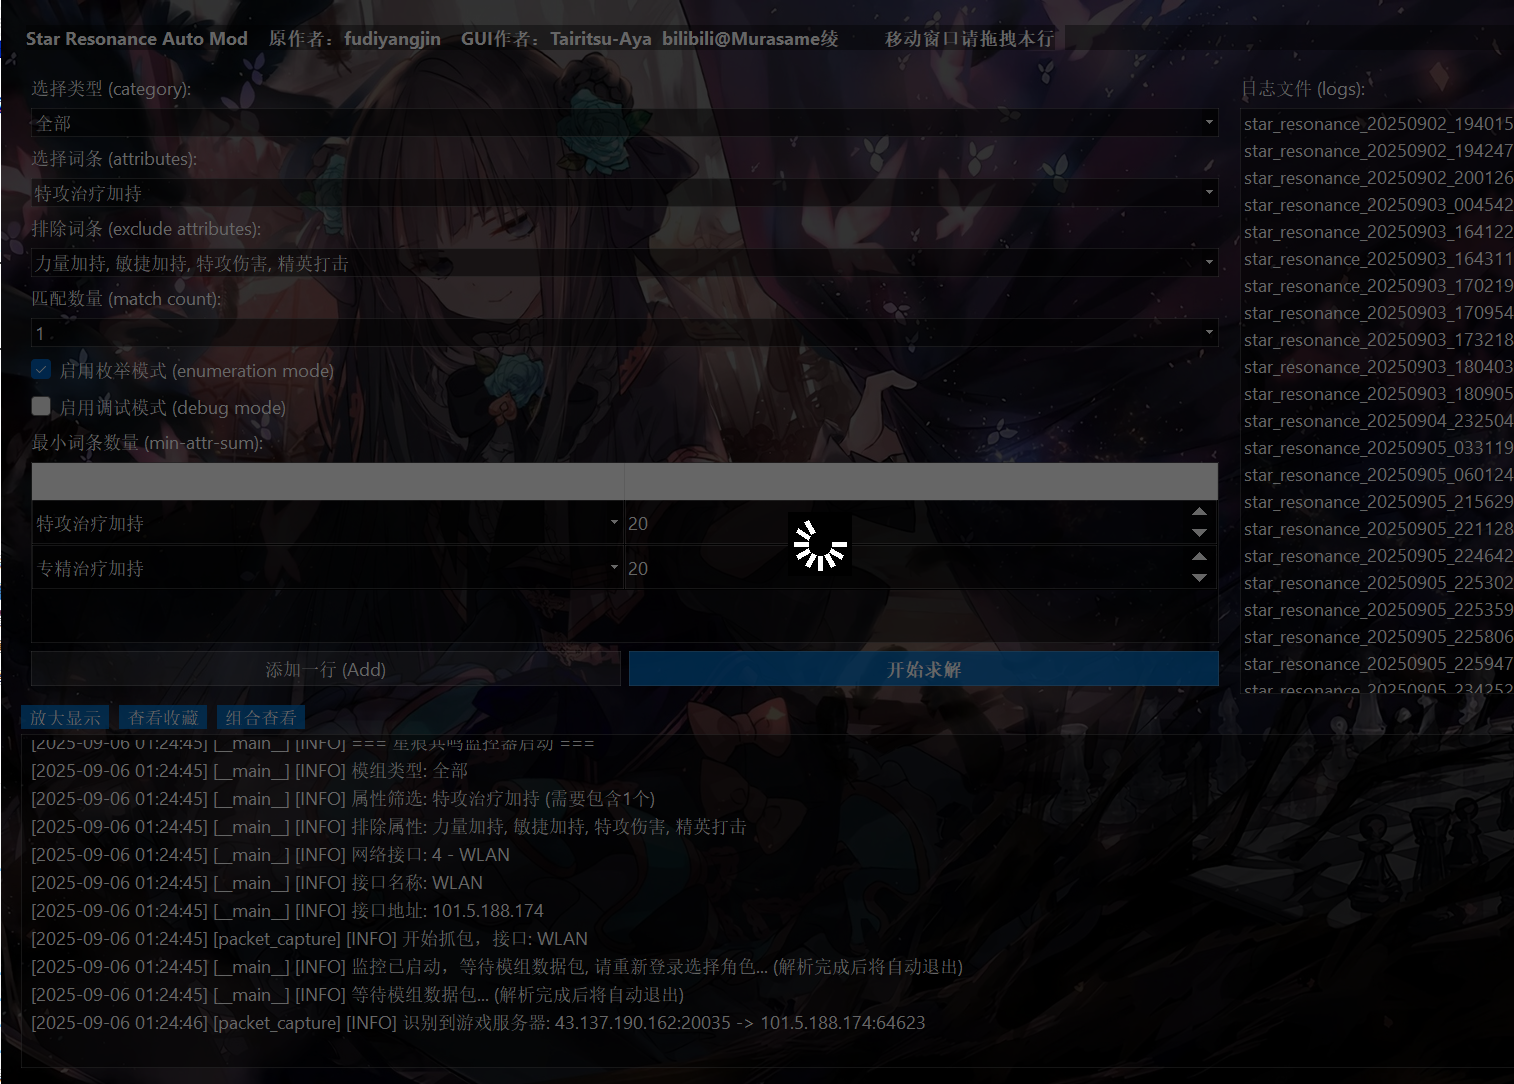 Star Resonance Auto Mod 原作者：fudiyangjin GUI作者：Tairitsu-Aya bilibili@Murasame绫 移动窗口请拖拽本行
选择类型 (category):
全部
选择词条 (attributes):
特攻治疗加持
排除词条 (exclude attributes):
力量加持, 敏捷加持, 特攻伤害, 精英打击
匹配数量 (match count):
1
启用枚举模式 (enumeration mode)
启用调试模式 (debug mode)
最小词条数量 (min-attr-sum):
特攻治疗加持 20
专精治疗加持 20
添加一行 (Add) 开始求解
日志文件 (logs):
star_resonance_20250902_194015
star_resonance_20250902_194247
star_resonance_20250902_200126
star_resonance_20250903_004542
star_resonance_20250903_164122
star_resonance_20250903_164311
star_resonance_20250903_170219
star_resonance_20250903_170954
star_resonance_20250903_173218
star_resonance_20250903_180403
star_resonance_20250903_180905
star_resonance_20250904_232504
star_resonance_20250905_033119
star_resonance_20250905_060124
star_resonance_20250905_215629
star_resonance_20250905_221128
star_resonance_20250905_224642
star_resonance_20250905_225302
star_resonance_20250905_225359
star_resonance_20250905_225806
star_resonance_20250905_225947
star_resonance_20250905_234252
放大显示 查看收藏 组合查看
[2025-09-06 01:24:45] [__main__] [INFO] === 星痕共鸣监控器启动 ===
[2025-09-06 01:24:45] [__main__] [INFO] 模组类型: 全部
[2025-09-06 01:24:45] [__main__] [INFO] 属性筛选: 特攻治疗加持 (需要包含1个)
[2025-09-06 01:24:45] [__main__] [INFO] 排除属性: 力量加持, 敏捷加持, 特攻伤害, 精英打击
[2025-09-06 01:24:45] [__main__] [INFO] 网络接口: 4 - WLAN
[2025-09-06 01:24:45] [__main__] [INFO] 接口名称: WLAN
[2025-09-06 01:24:45] [__main__] [INFO] 接口地址: 101.5.188.174
[2025-09-06 01:24:45] [packet_capture] [INFO] 开始抓包，接口: WLAN
[2025-09-06 01:24:45] [__main__] [INFO] 监控已启动，等待模组数据包, 请重新登录选择角色... (解析完成后将自动退出)
[2025-09-06 01:24:45] [__main__] [INFO] 等待模组数据包... (解析完成后将自动退出)
[2025-09-06 01:24:46] [packet_capture] [INFO] 识别到游戏服务器: 43.137.190.162:20035 -> 101.5.188.174:64623